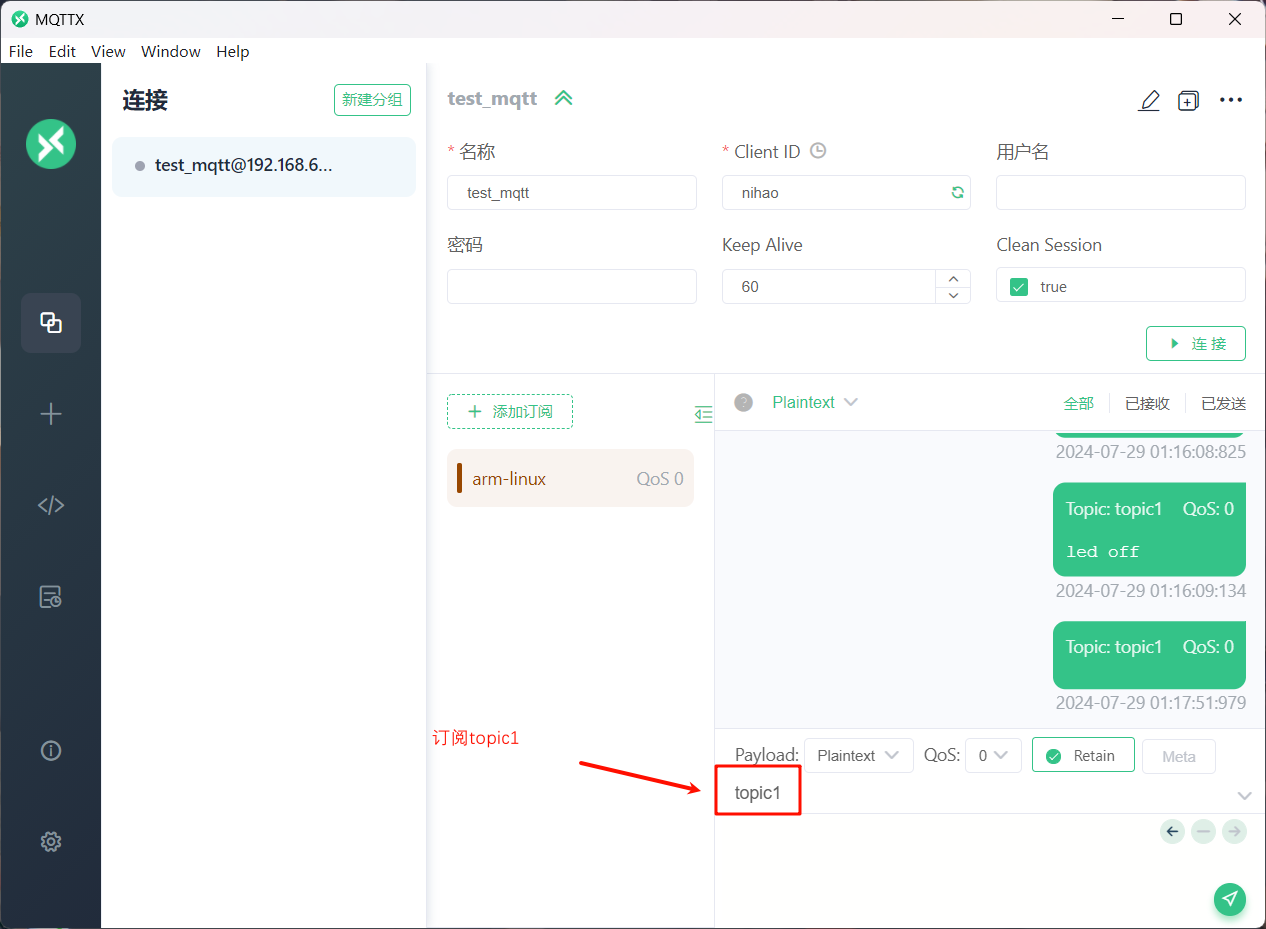 MQTTX
File Edit View Window Help
连接 新建分组
test_mqtt@192.168.6...
test_mqtt
* 名称 * Client ID 用户名
test_mqtt nihao
密码 Keep Alive Clean Session
60 true
连 接
添加订阅
arm-linux QoS 0
? Plaintext 全部 已接收 已发送
2024-07-29 01:16:08:825
Topic: topic1 QoS: 0
led off
2024-07-29 01:16:09:134
Topic: topic1 QoS: 0
2024-07-29 01:17:51:979
订阅topic1
Payload: Plaintext QoS: 0 Retain Meta
topic1